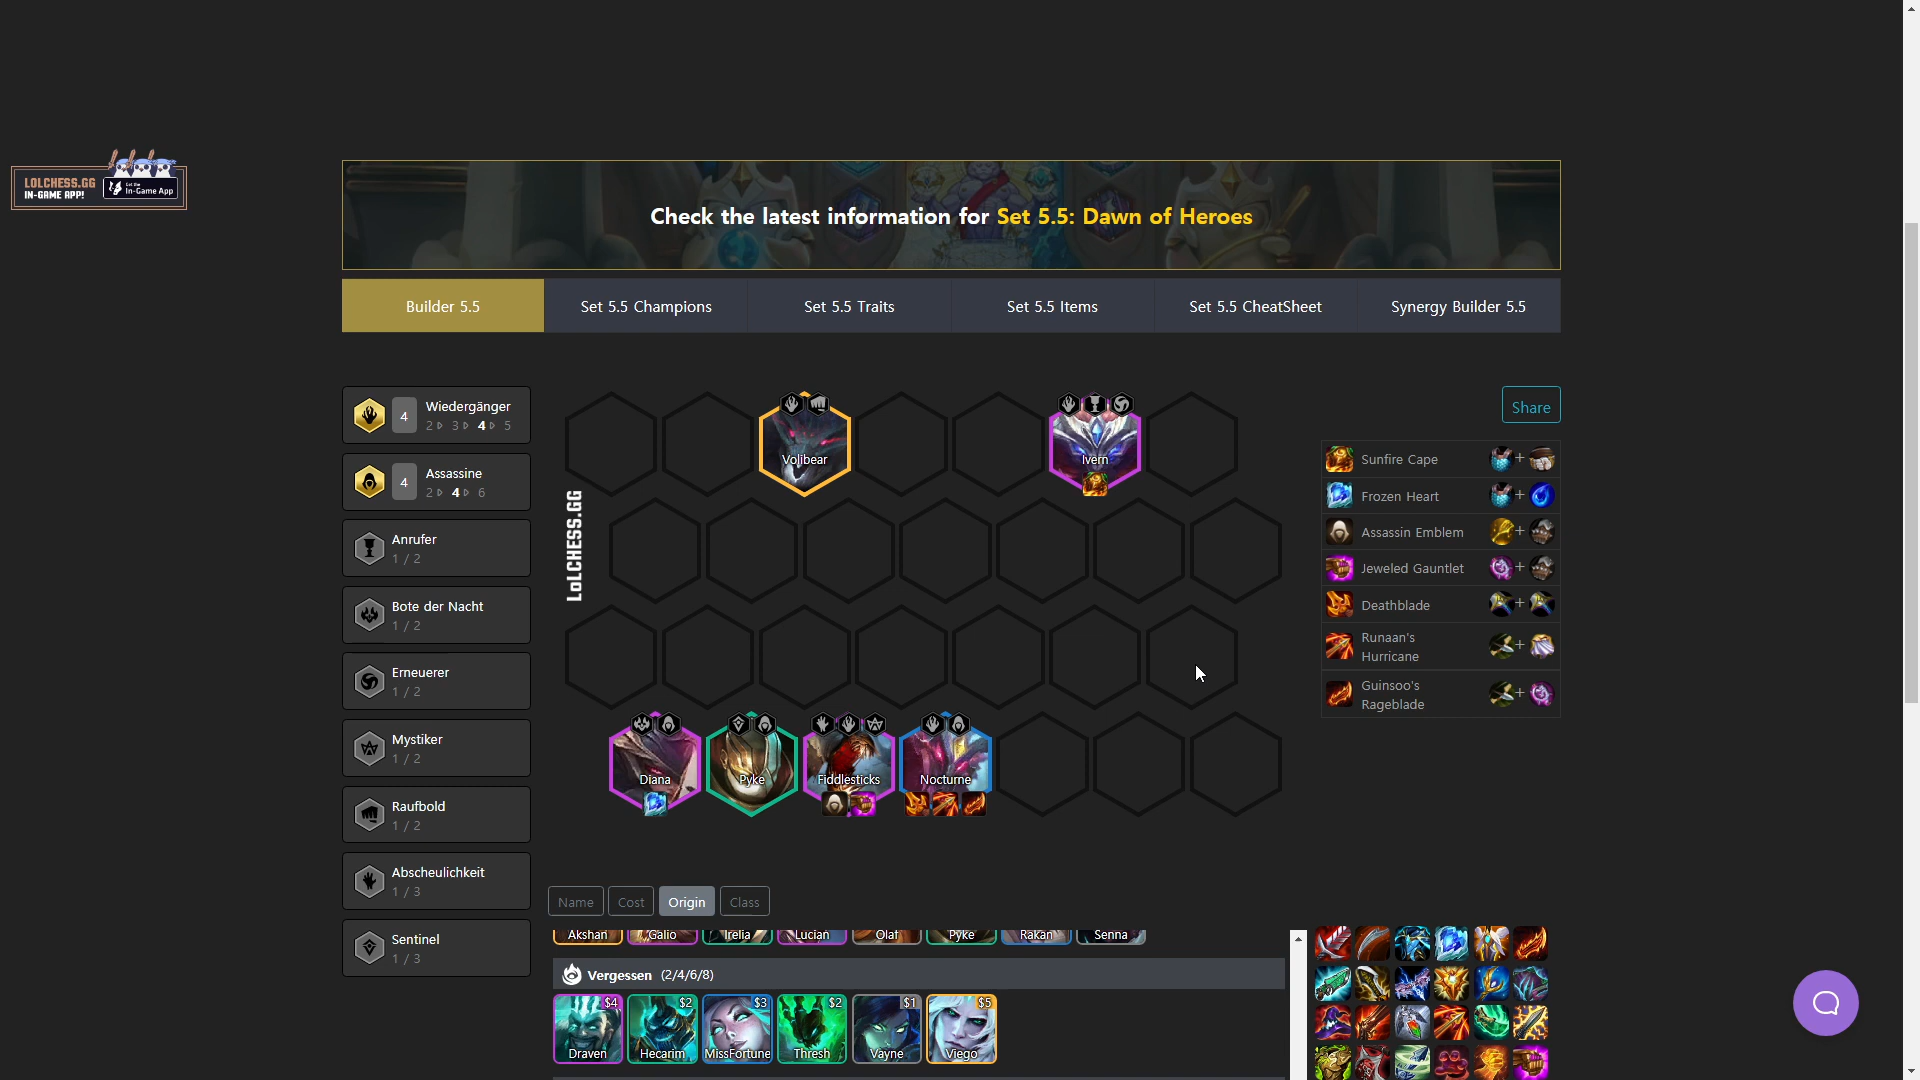 LOLCHESS.GG
IN-GAME APP!
Get the
In-Game App
Check the latest information for Set 5.5: Dawn of Heroes
Builder 5.5
Set 5.5 Champions
Set 5.5 Traits
Set 5.5 Items
Set 5.5 CheatSheet
Synergy Builder 5.5
4
Wiedergänger
2 3 4 5
4
Assassine
2 4 6
Anrufer
1 / 2
Bote der Nacht
1 / 2
Erneuerer
1 / 2
Mystiker
1 / 2
Raufbold
1 / 2
Abscheulichkeit
1 / 3
Sentinel
1 / 3
LoLCHESS.GG
Volibear
Ivern
Diana
Pyke
Fiddlesticks
Nocturne
Share
Sunfire Cape
+
Frozen Heart
+
Assassin Emblem
+
Jeweled Gauntlet
+
Deathblade
+
Runaan's
Hurricane
+
Guinsoo's
Rageblade
+
Name
Cost
Origin
Class
Akshan
Galio
Irelia
Lucian
Olaf
Pyke
Rakan
Senna
Vergessen (2/4/6/8)
$4
Draven
$2
Hecarim
$3
MissFortune
$2
Thresh
$1
Vayne
$5
Viego